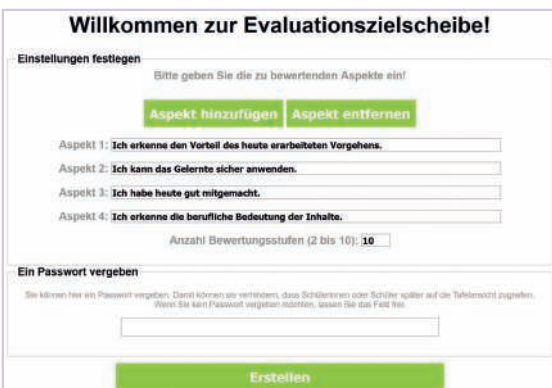 Willkommen zur Evaluationszielscheibe!
Einstellungen festlegen
Bitte geben Sie die zu bewertenden Aspekte ein!
Aspekt hinzufügen Aspekt entfernen
Aspekt 1: Ich erkenne den Vorteil des heute erarbeiteten Vorgehens.
Aspekt 2: Ich kann das Gelernte sicher anwenden.
Aspekt 3: Ich habe heute gut mitgemacht.
Aspekt 4: Ich erkenne die berufliche Bedeutung der Inhalte.
Anzahl Bewertungsstufen (2 bis 10): 10
Ein Passwort vergeben
Sie können hier ein Passwort vergeben. Damit können sie verhindern, dass Schülerinnen oder Schüler später auf die Tafelansicht zugreifen.
Wenn Sie kein Passwort vergeben möchten, lassen Sie das Feld frei.
Erstellen